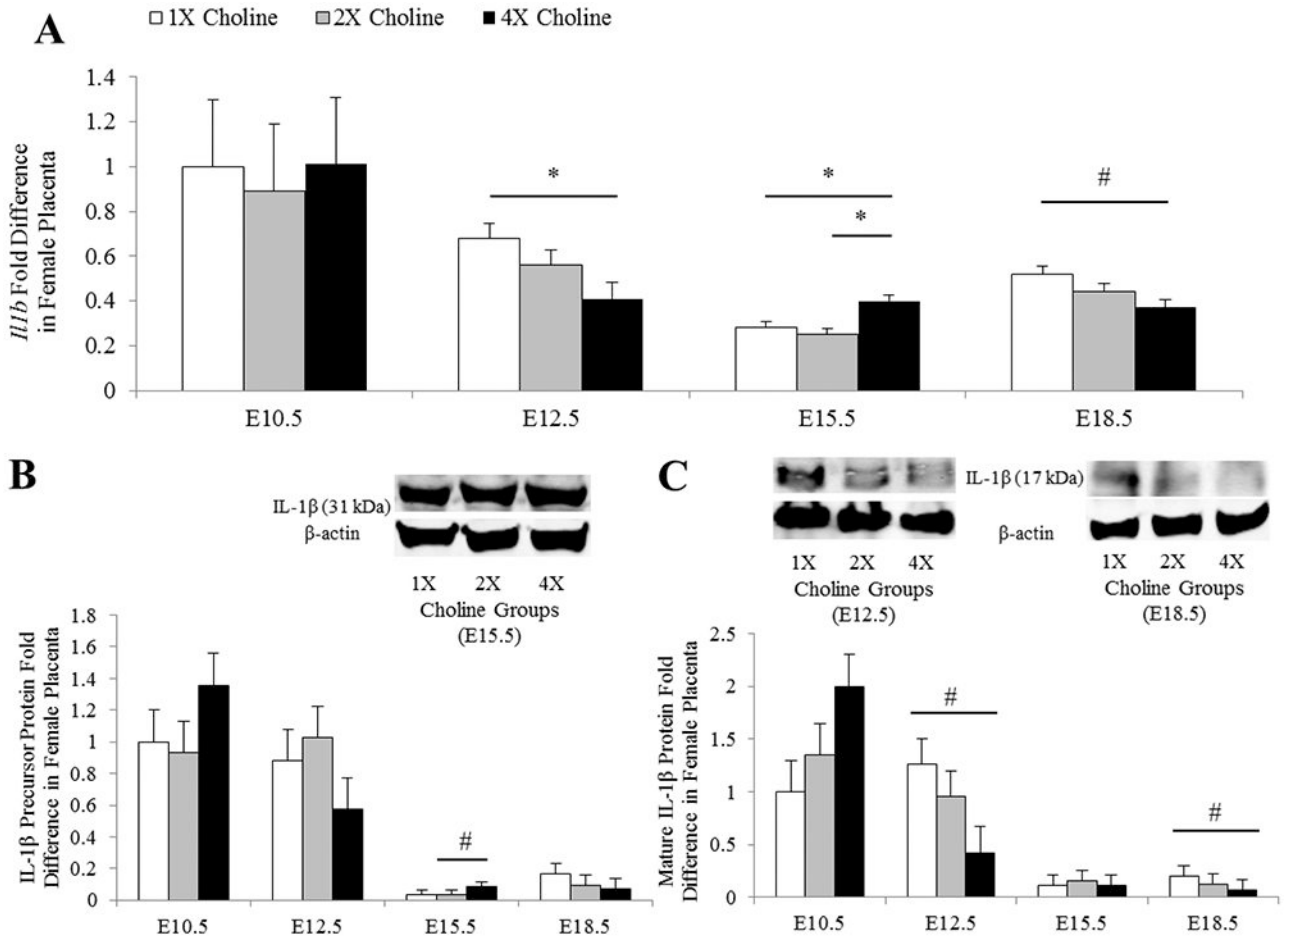 A
1X Choline 2X Choline 4X Choline
Il1b Fold Difference
in Female Placenta
1.4
1.2
1
0.8
0.6
0.4
0.2
0
*
*
*
#
E10.5 E12.5 E15.5 E18.5
B
IL-1β (31 kDa)
β-actin
1X 2X 4X
Choline Groups
(E15.5)
IL-1β Precursor Protein Fold
Difference in Female Placenta
1.8
1.6
1.4
1.2
1
0.8
0.6
0.4
0.2
0
#
E10.5 E12.5 E15.5 E18.5
C
IL-1β (17 kDa)
β-actin
1X 2X 4X
Choline Groups
(E12.5)
1X 2X 4X
Choline Groups
(E18.5)
Mature IL-1β Protein Fold
Difference in Female Placenta
2.5
2
1.5
1
0.5
0
#
#
E10.5 E12.5 E15.5 E18.5